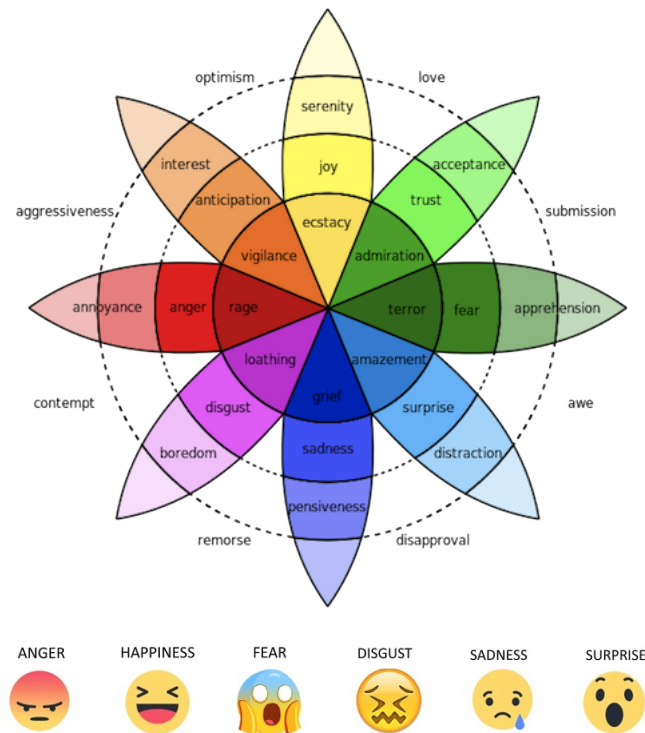 optimism
love
serenity
interest
acceptance
joy
anticipation
trust
aggressiveness
submission
ecstacy
vigilance
admiration
annoyance
anger
rage
terror
fear
apprehension
loathing
amazement
contempt
grief
awe
disgust
surprise
boredom
sadness
distraction
pensiveness
remorse
disapproval
ANGER
HAPPINESS
FEAR
DISGUST
SADNESS
SURPRISE